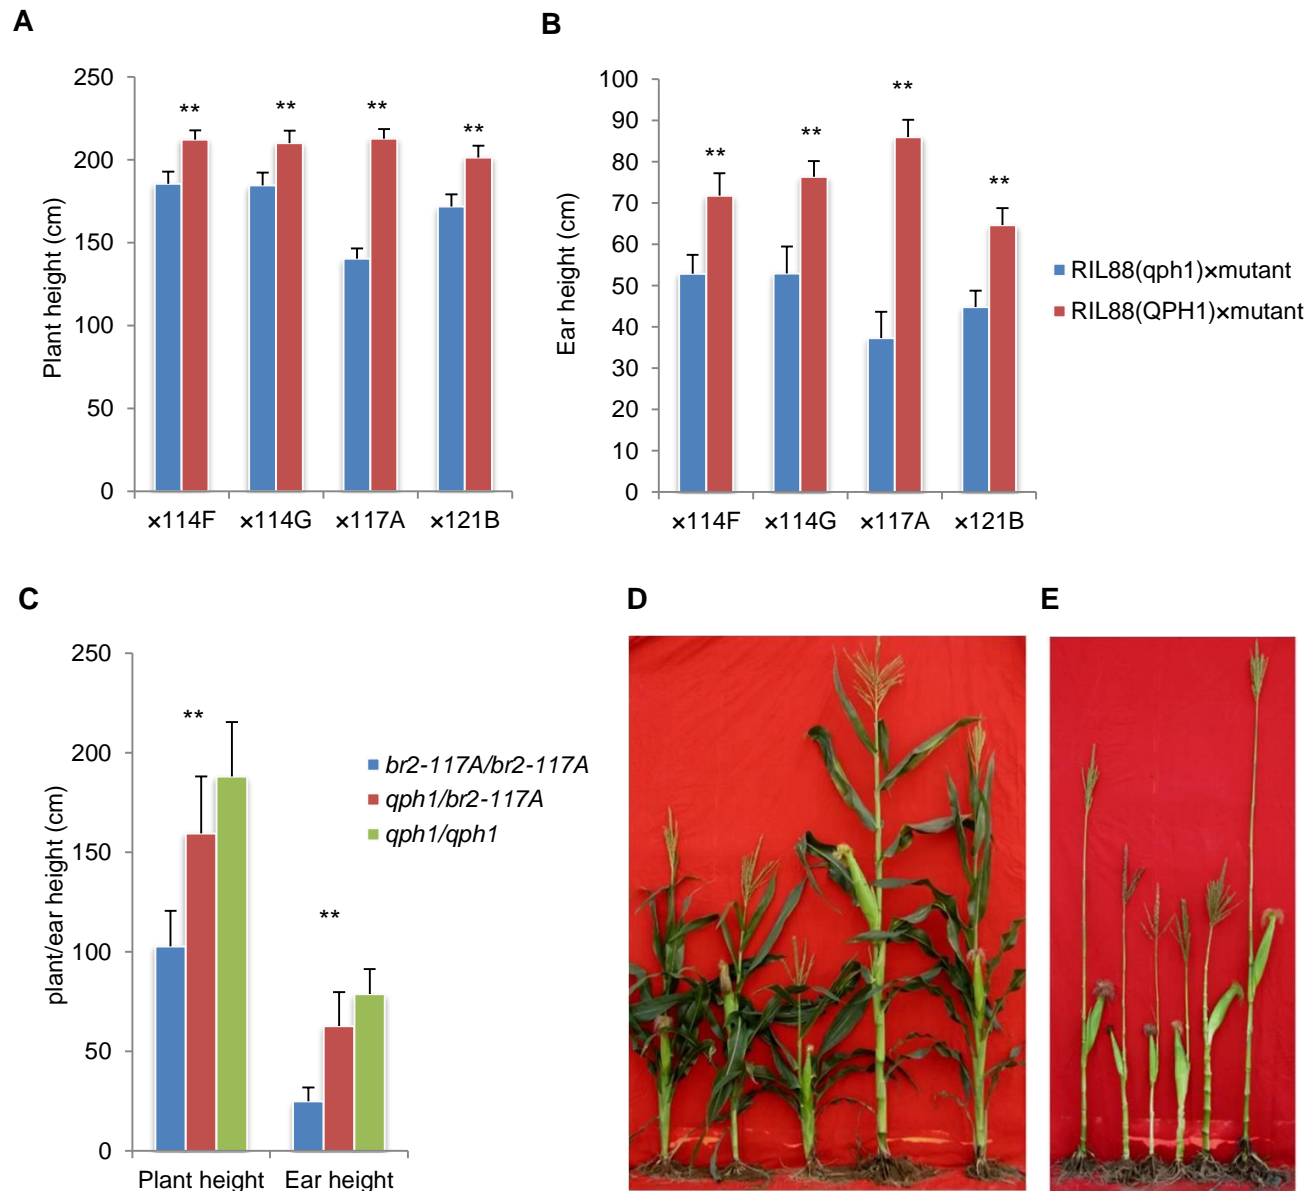 A
B
250
200
150
100
50
0
Plant height (cm)
**
**
**
**
×114F
×114G
×117A
×121B
100
90
80
70
60
50
40
30
20
10
0
Ear height (cm)
**
**
**
**
×114F
×114G
×117A
×121B
RIL88(qph1)×mutant
RIL88(QPH1)×mutant
C
D
E
250
200
150
100
50
0
plant/ear height (cm)
**
**
br2-117A/br2-117A
qph1/br2-117A
qph1/qph1
Plant height
Ear height